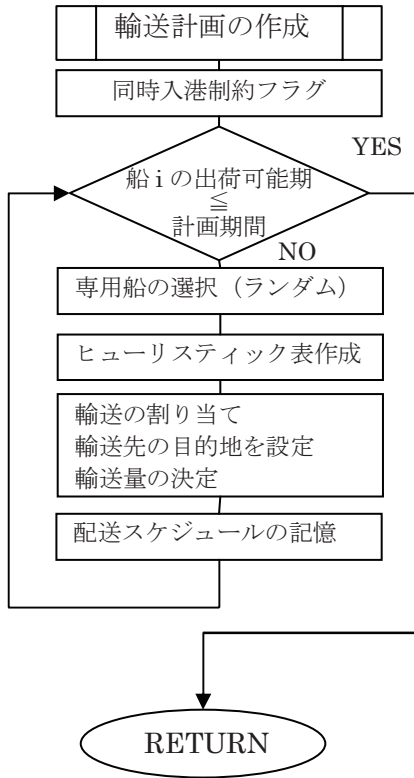 輸送計画の作成
同時入港制約フラグ
YES
船 i の出荷可能期
≦
計画期間
NO
専用船の選択（ランダム）
ヒューリスティック表作成
輸送の割り当て
輸送先の目的地を設定
輸送量の決定
配送スケジュールの記憶
RETURN